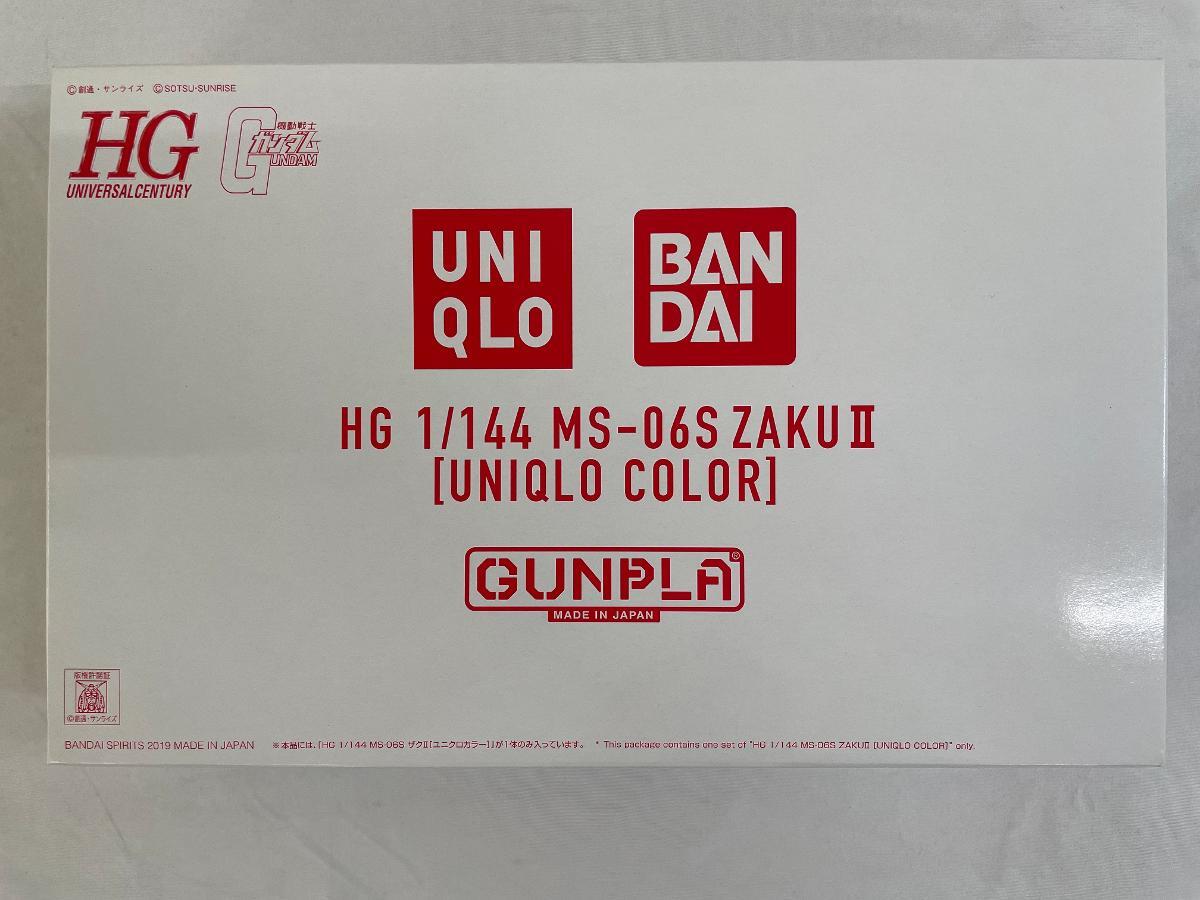 ©創通・サンライズ ©SOTSU・SUNRISE
HG
UNIVERSAL CENTURY
機動戦士
ガンダム
GUNDAM
UNI
QLO
BAN
DAI
HG 1/144 MS-06S ZAKUⅡ
[UNIQLO COLOR]
GUNPLA®
MADE IN JAPAN
版権許諾証
©創通・サンライズ
BANDAI SPIRITS 2019 MADE IN JAPAN ※本品には、「HG 1/144 MS-06S ザクⅡ[ユニクロカラー]」が1体のみ入っています。 * This package contains one set of "HG 1/144 MS-06S ZAKUⅡ [UNIQLO COLOR]" only.